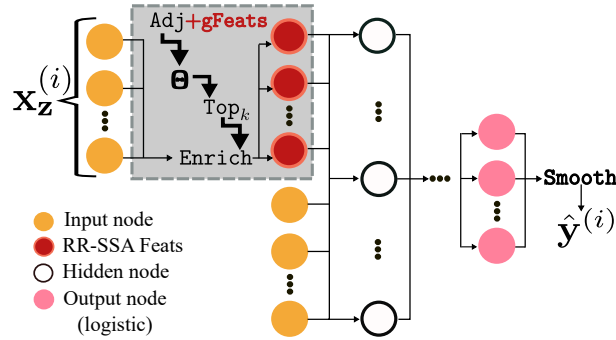 Adj+gFeats
Θ
Top_k
Enrich
x_z^(i)
Smooth
ŷ^(i)
Input node
RR-SSA Feats
Hidden node
Output node
(logistic)